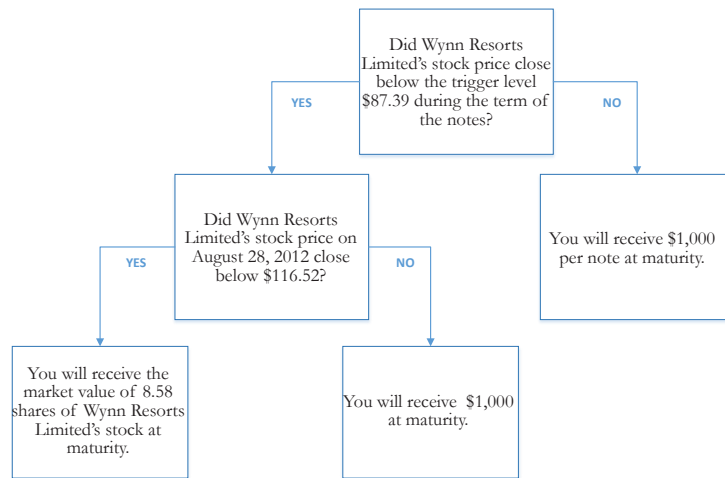 Did Wynn Resorts
Limited's stock price close
below the trigger level
$87.39 during the term of
the notes?
YES
NO
Did Wynn Resorts
Limited's stock price on
August 28, 2012 close
below $116.52?
You will receive $1,000
per note at maturity.
YES
NO
You will receive the
market value of 8.58
shares of Wynn Resorts
Limited's stock at
maturity.
You will receive $1,000
at maturity.